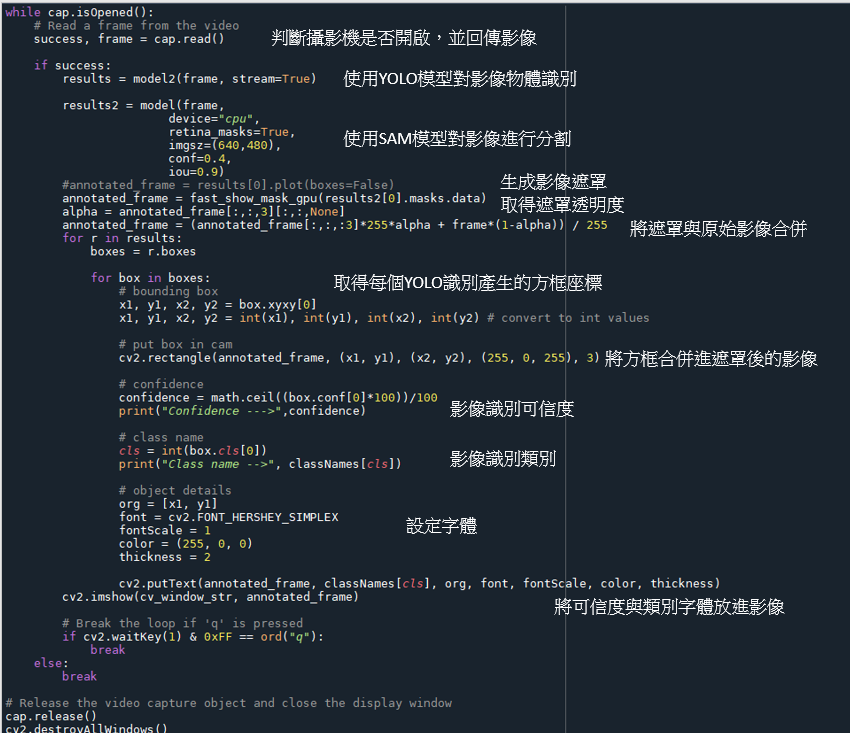 while cap.isOpened():
# Read a frame from the video
success, frame = cap.read() 判斷攝影機是否開啟，並回傳影像
if success:
results = model2(frame, stream=True) 使用YOLO模型對影像物體識別
results2 = model(frame,
device="cpu",
retina_masks=True, 使用SAM模型對影像進行分割
imgsz=(640,480),
conf=0.4,
iou=0.9)
#annotated_frame = results[0].plot(boxes=False) 生成影像遮罩
annotated_frame = fast_show_mask_gpu(results2[0].masks.data) 取得遮罩透明度
alpha = annotated_frame[:,:,3][:,:,None]
annotated_frame = (annotated_frame[:,:,:3]*255*alpha + frame*(1-alpha)) / 255 將遮罩與原始影像合併
for r in results:
boxes = r.boxes
for box in boxes: 取得每個YOLO識別產生的方框座標
# bounding box
x1, y1, x2, y2 = box.xyxy[0]
x1, y1, x2, y2 = int(x1), int(y1), int(x2), int(y2) # convert to int values
# put box in cam
cv2.rectangle(annotated_frame, (x1, y1), (x2, y2), (255, 0, 255), 3) 將方框合併進遮罩後的影像
# confidence
confidence = math.ceil((box.conf[0]*100))/100
print("Confidence --->",confidence) 影像識別可信度
# class name
cls = int(box.cls[0])
print("Class name -->", classNames[cls]) 影像識別類別
# object details
org = [x1, y1]
font = cv2.FONT_HERSHEY_SIMPLEX 設定字體
fontScale = 1
color = (255, 0, 0)
thickness = 2
cv2.putText(annotated_frame, classNames[cls], org, font, fontScale, color, thickness)
cv2.imshow(cv_window_str, annotated_frame) 將可信度與類別字體放進影像
# Break the loop if 'q' is pressed
if cv2.waitKey(1) & 0xFF == ord("q"):
break
else:
break
# Release the video capture object and close the display window
cap.release()
cv2.destroyAllWindows()